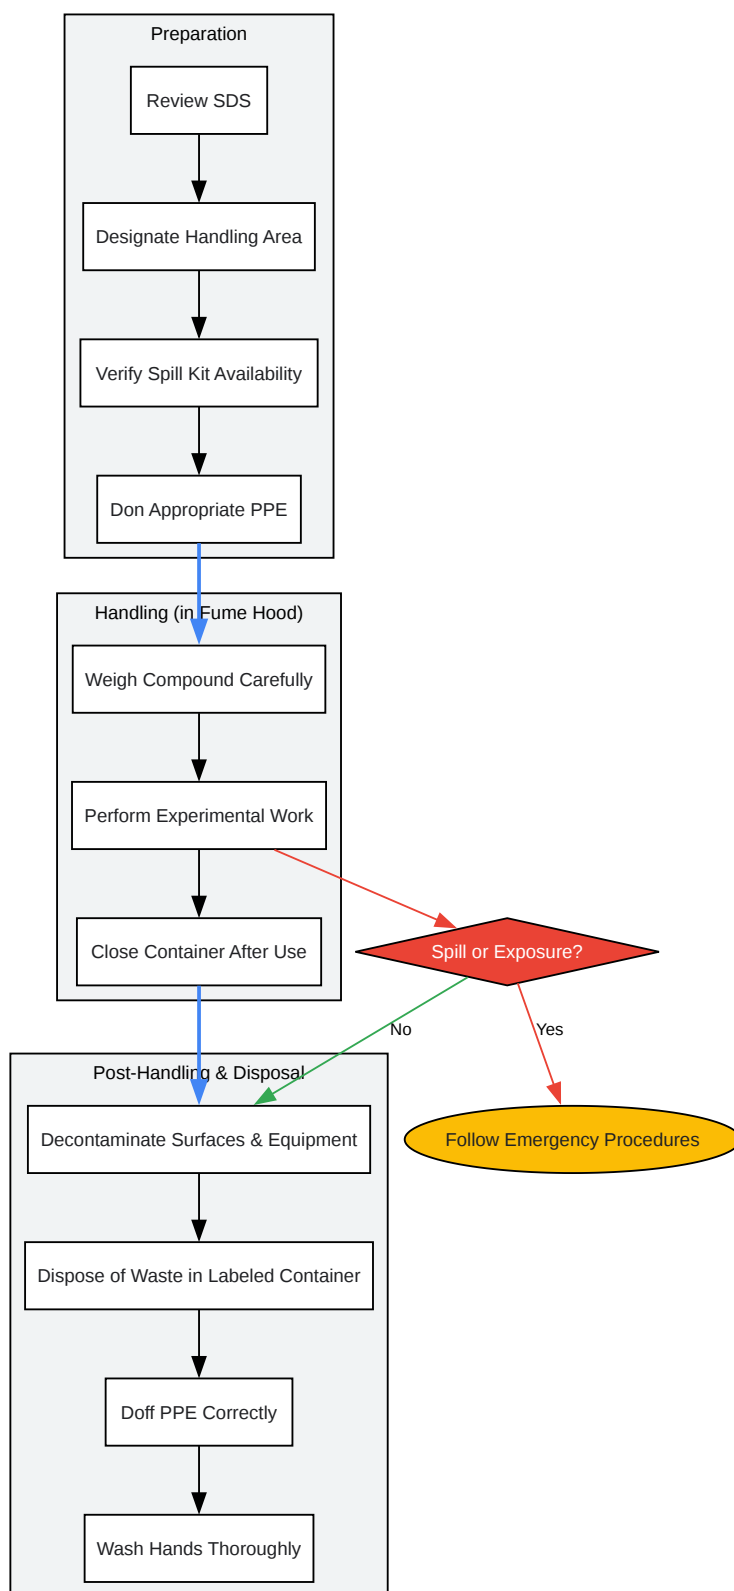 Preparation
Review SDS
Designate Handling Area
Verify Spill Kit Availability
Don Appropriate PPE
Handling (in Fume Hood)
Weigh Compound Carefully
Perform Experimental Work
Close Container After Use
Spill or Exposure?
No
Yes
Post-Handling & Disposal
Decontaminate Surfaces & Equipment
Follow Emergency Procedures
Dispose of Waste in Labeled Container
Doff PPE Correctly
Wash Hands Thoroughly